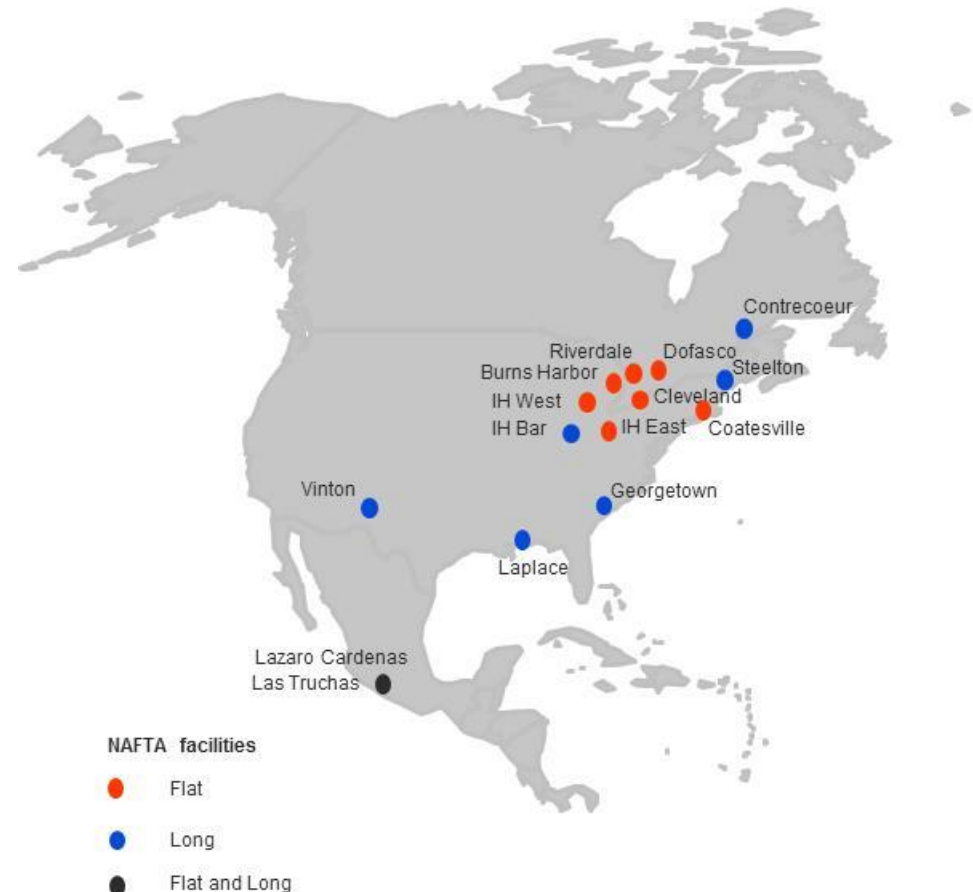 Contrecoeur
Riverdale
Dofasco
Burns Harbor
Steelton
IH West
Cleveland
IH Bar
IH East
Coatesville
Vinton
Georgetown
Laplace
Lazaro Cardenas
Las Truchas
NAFTA facilities
Flat
Long
Flat and Long